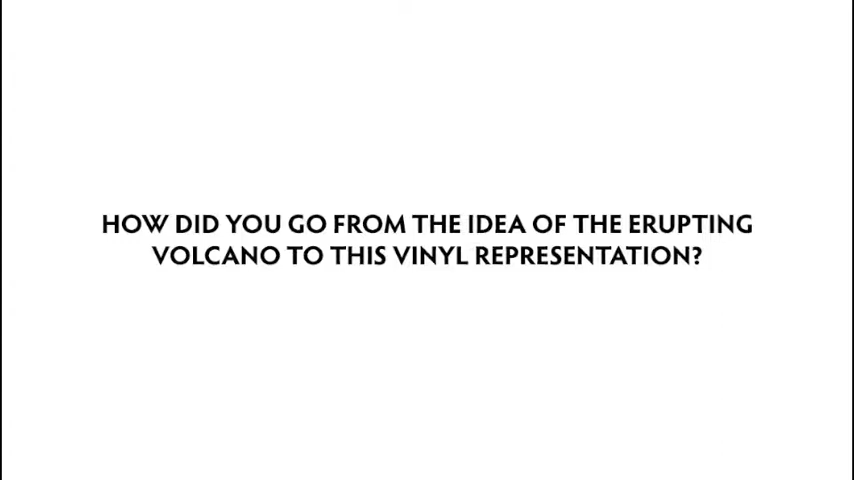 HOW DID YOU GO FROM THE IDEA OF THE ERUPTING
VOLCANO TO THIS VINYL REPRESENTATION?